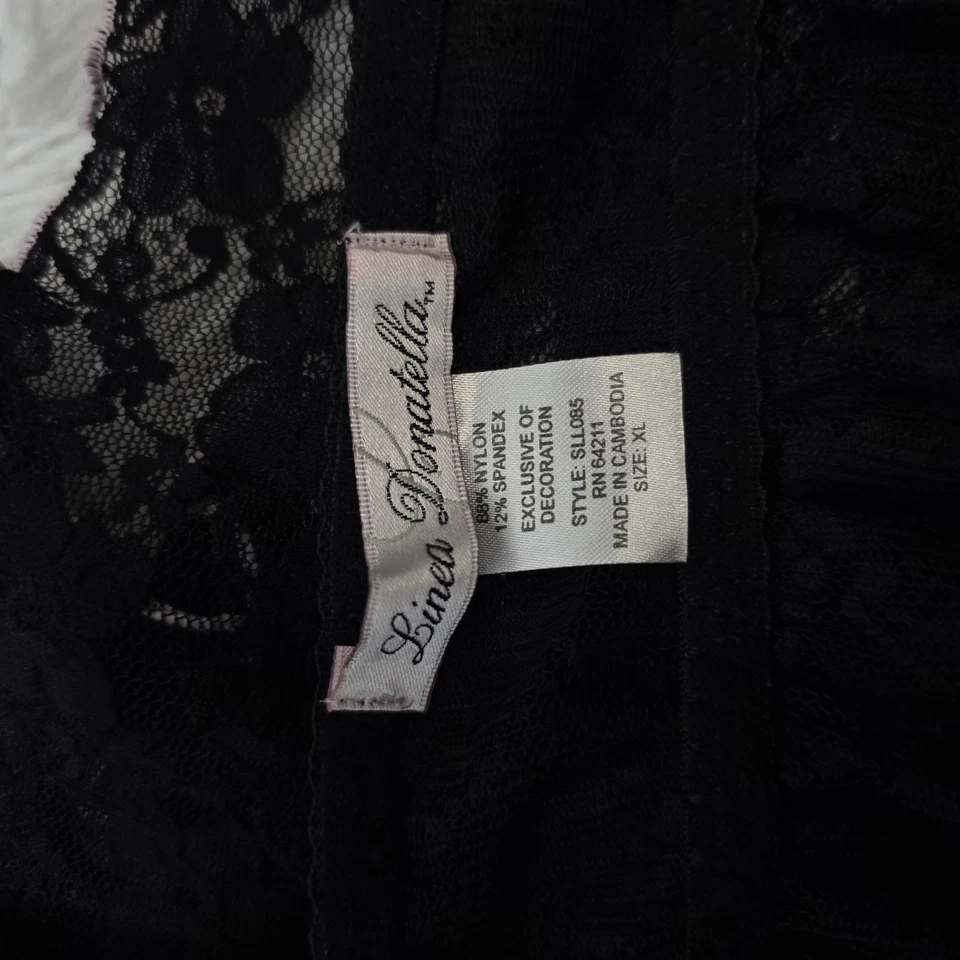 Linea Donatella™
88% NYLON
12% SPANDEX
EXCLUSIVE OF
DECORATION
STYLE: SLL085
RN 64211
MADE IN CAMBODIA
SIZE: XL